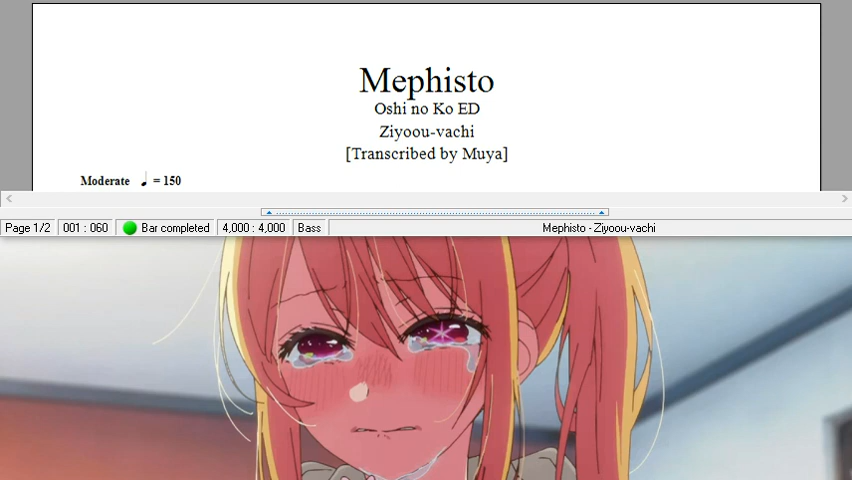 Mephisto
Oshi no Ko ED
Ziyoou-vachi
[Transcribed by Muya]
Moderate ♩ = 150
Page 1/2 001 : 060 Bar completed 4,000 : 4,000 Bass Mephisto - Ziyoou-vachi